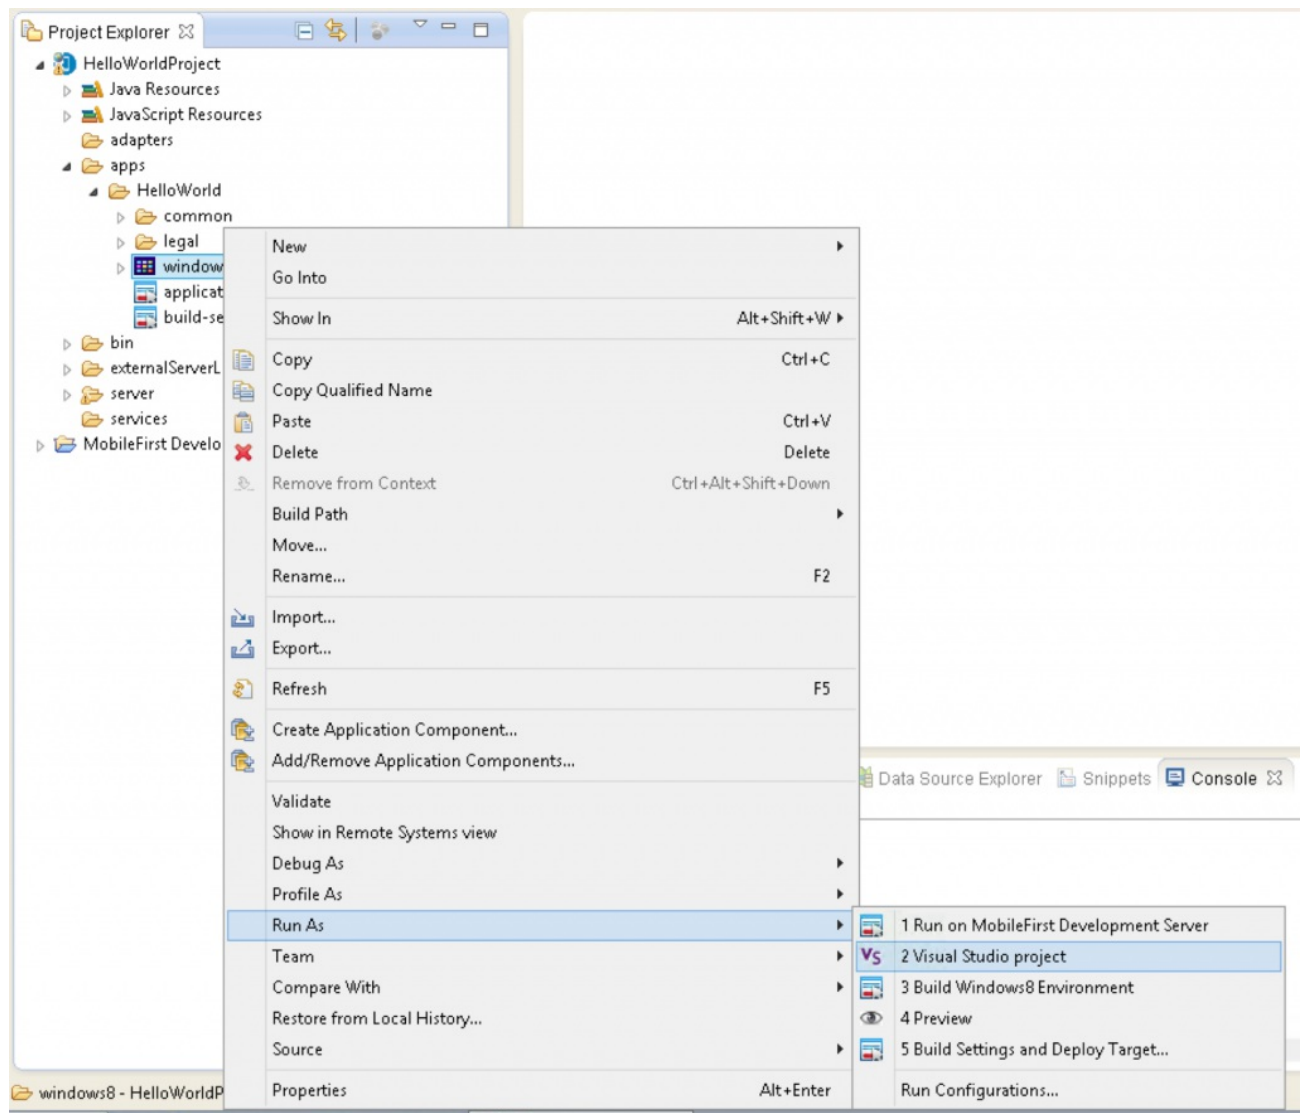 Project Explorer
HelloWorldProject
Java Resources
JavaScript Resources
adapters
apps
HelloWorld
common
legal
window
applicat
build-se
bin
externalServerL
server
services
MobileFirst Develo
New
Go Into
Show In Alt+Shift+W
Copy Ctrl+C
Copy Qualified Name
Paste Ctrl+V
Delete Delete
Remove from Context Ctrl+Alt+Shift+Down
Build Path
Move...
Rename... F2
Import...
Export...
Refresh F5
Create Application Component...
Add/Remove Application Components...
Validate
Show in Remote Systems view
Debug As
Profile As
Run As
Team
Compare With
Restore from Local History...
Source
Properties Alt+Enter
Data Source Explorer Snippets Console
1 Run on MobileFirst Development Server
VS 2 Visual Studio project
3 Build Windows8 Environment
4 Preview
5 Build Settings and Deploy Target...
Run Configurations...
windows8 - HelloWorldP